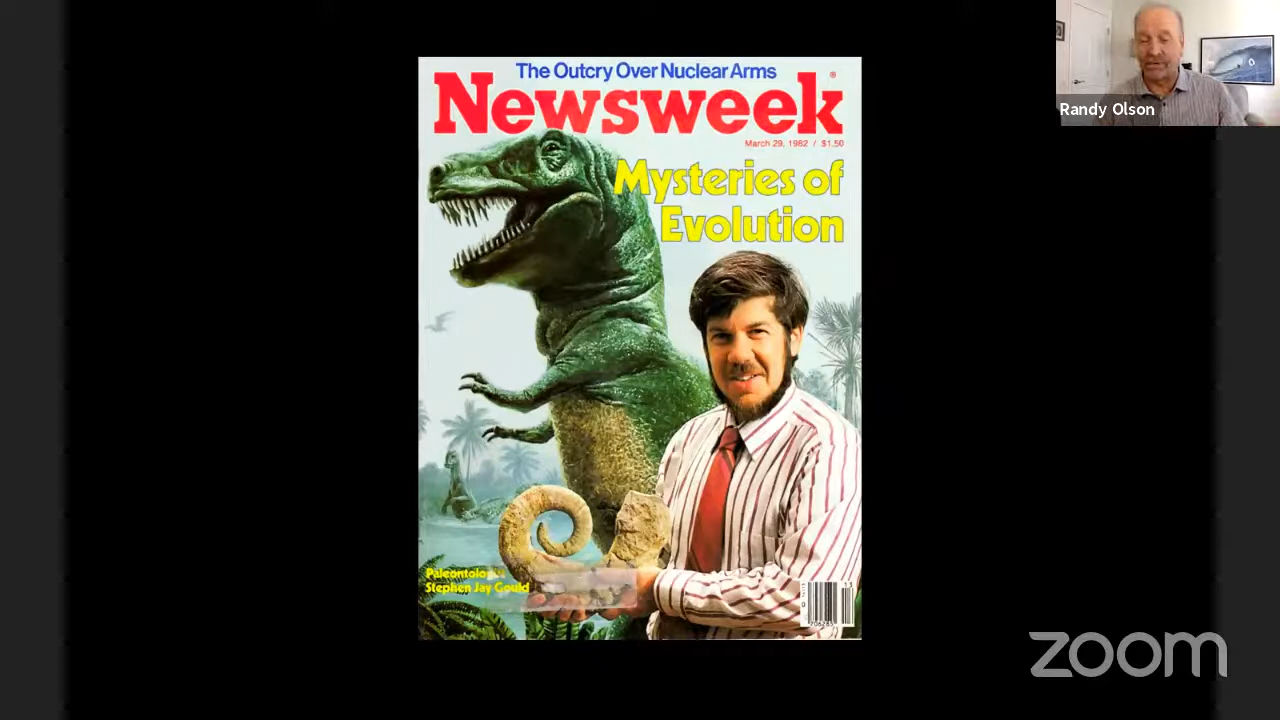 The Outcry Over Nuclear Arms
Newsweek
®
March 29, 1982 / $1.50
Mysteries of
Evolution
Stephen Jay Gould
13
Randy Olson
zoom